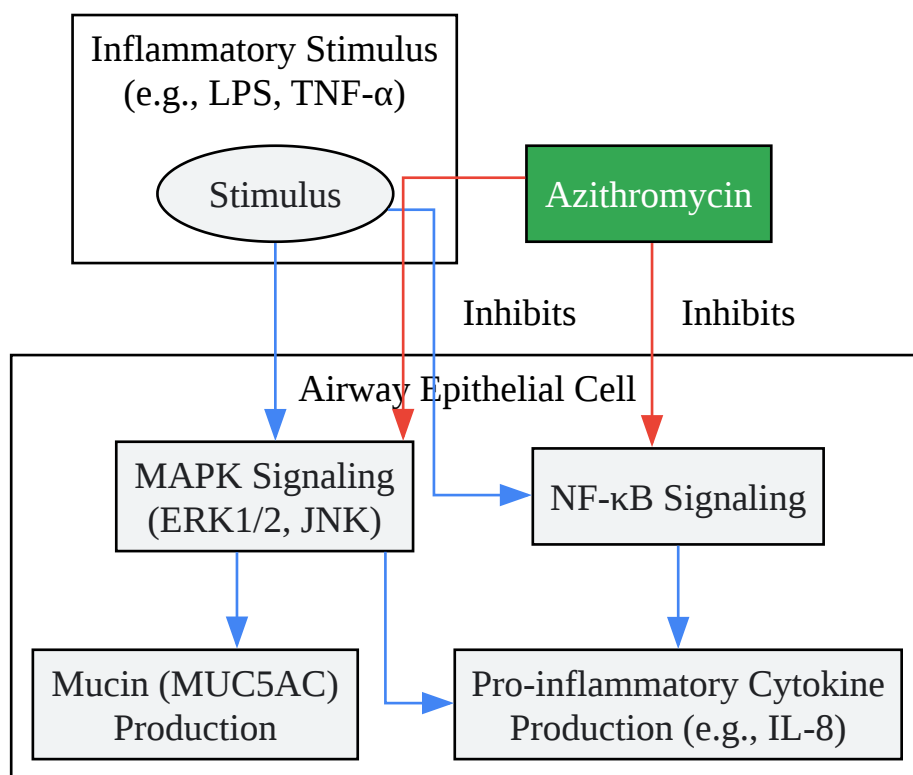 Inflammatory Stimulus
(e.g., LPS, TNF-α)
Stimulus
Azithromycin
Inhibits
Inhibits
Airway Epithelial Cell
MAPK Signaling
(ERK1/2, JNK)
NF-κB Signaling
Mucin (MUC5AC)
Production
Pro-inflammatory Cytokine
Production (e.g., IL-8)